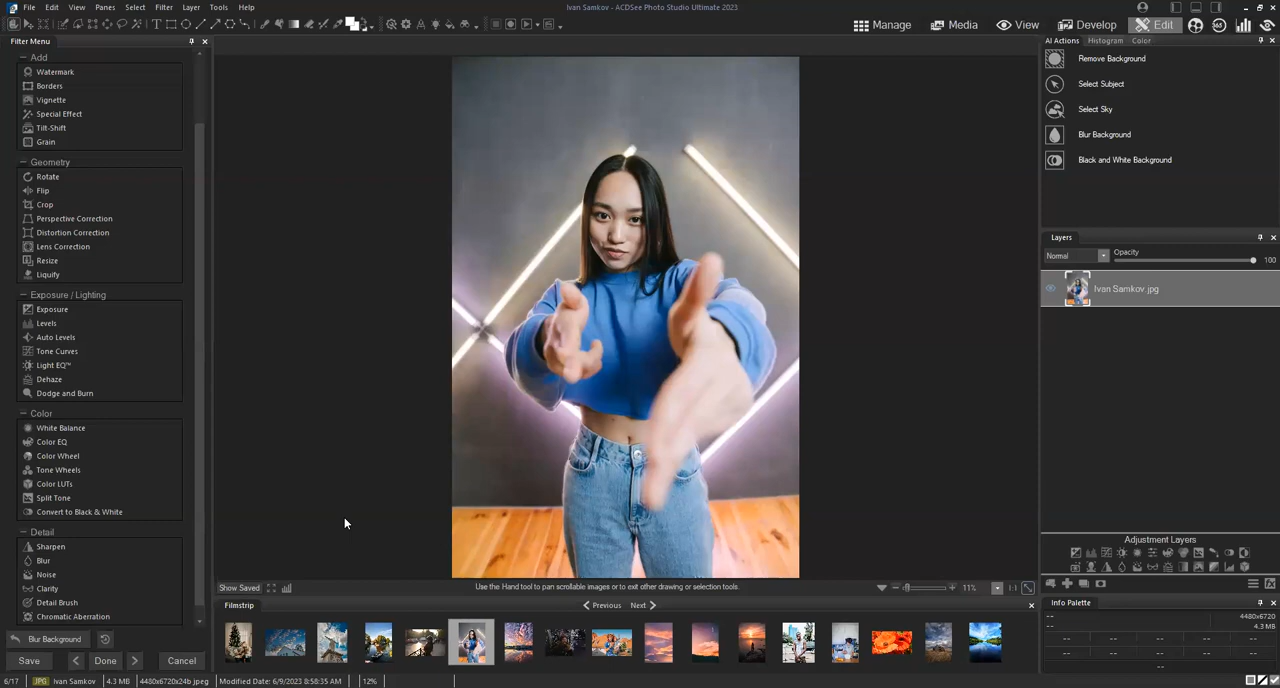 File Edit View Panes Select Filter Layer Tools Help
Ivan Samkov - ACDSee Photo Studio Ultimate 2023
Manage Media View Develop Edit 365
Filter Menu
Add
Watermark
Borders
Vignette
Special Effect
Tilt-Shift
Grain
Geometry
Rotate
Flip
Crop
Perspective Correction
Distortion Correction
Lens Correction
Resize
Liquify
Exposure / Lighting
Exposure
Levels
Auto Levels
Tone Curves
Light EQ™
Dehaze
Dodge and Burn
Color
White Balance
Color EQ
Color Wheel
Tone Wheels
Color LUTs
Split Tone
Convert to Black & White
Detail
Sharpen
Blur
Noise
Clarity
Detail Brush
Chromatic Aberration
Blur Background
Save Done Cancel
Show Saved
Use the Hand tool to pan scrollable images or to exit other drawing or selection tools.
11% 1:1
Filmstrip
Previous Next
AI Actions Histogram Color
Remove Background
Select Subject
Select Sky
Blur Background
Black and White Background
Layers
Normal
Opacity
100
Ivan Samkov.jpg
Adjustment Layers
Info Palette
-- 4480x6720
-- 4.3 MB
-- -- -- -- --
-- -- -- -- --
--
6/17 JPG Ivan Samkov 4.3 MB 4480x6720x24b jpeg Modified Date: 6/9/2023 8:58:35 AM 12%